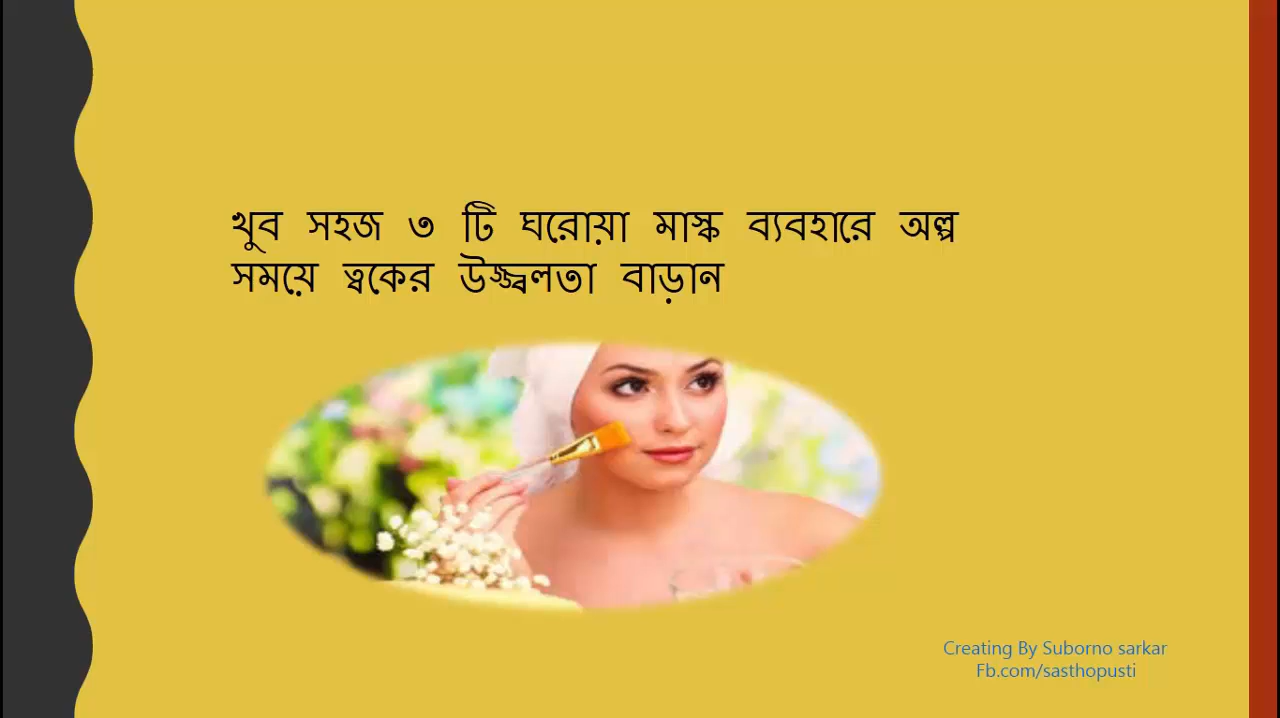 খুব সহজ ৩ টি ঘরোয়া মাস্ক ব্যবহারে অল্প
সময়ে ত্বকের উজ্জ্বলতা বাড়ান
Creating By Suborno sarkar
Fb.com/sasthopusti